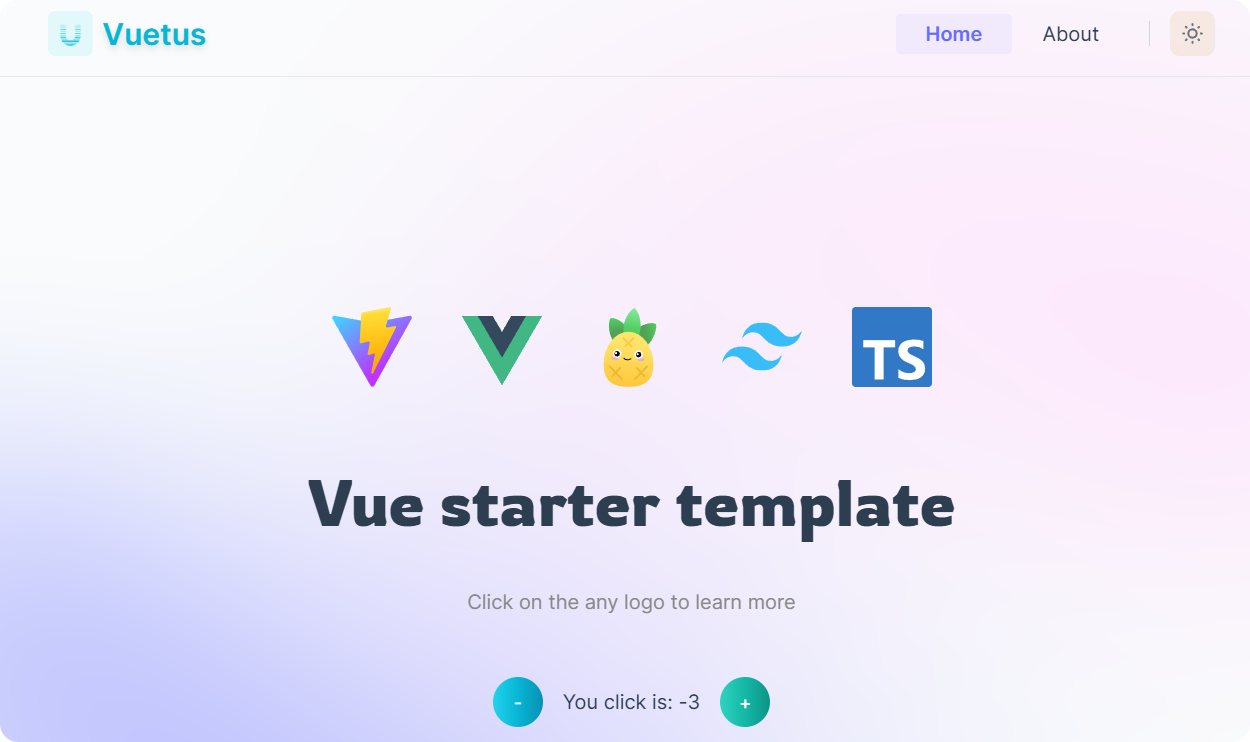 Vuetus
Home
About
TS
Vue starter template
Click on the any logo to learn more
- You click is: -3 +